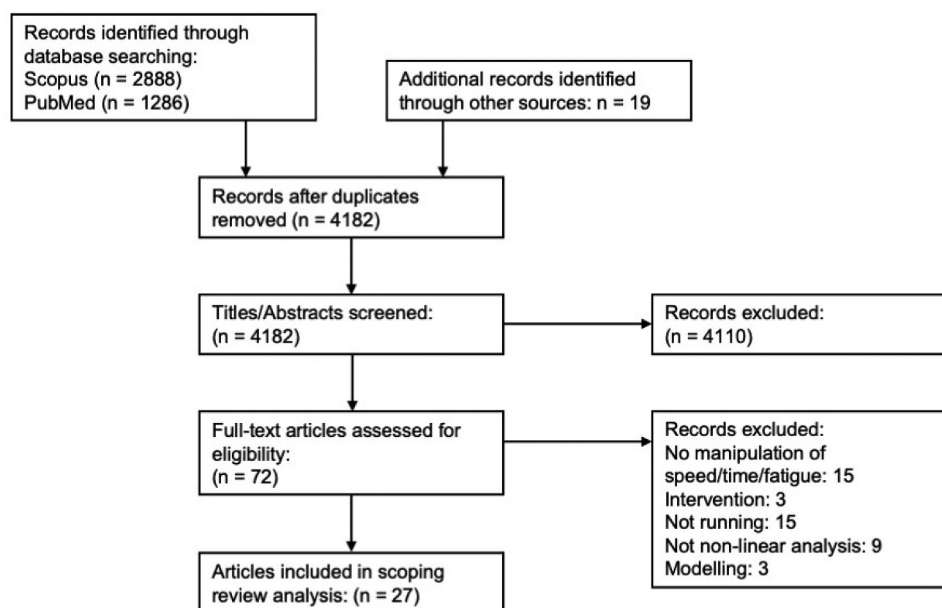 Records identified through
database searching:
Scopus (n = 2888)
PubMed (n = 1286)
Additional records identified
through other sources: n = 19
Records after duplicates
removed (n = 4182)
Titles/Abstracts screened:
(n = 4182)
Records excluded:
(n = 4110)
Full-text articles assessed for
eligibility:
(n = 72)
Records excluded:
No manipulation of
speed/time/fatigue: 15
Intervention: 3
Not running: 15
Not non-linear analysis: 9
Modelling: 3
Articles included in scoping
review analysis: (n = 27)